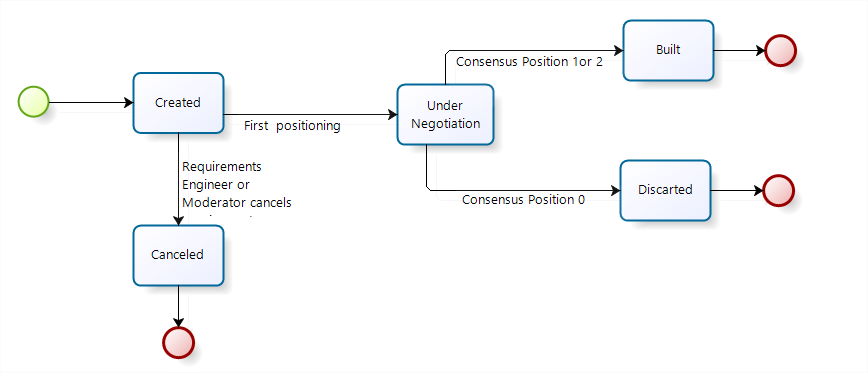 Built
Consensus Position 1or 2
Created
Under
Negotiation
First  positioning
Requirements
Engineer or
Moderator cancels
Discarted
Consensus Position 0
Canceled